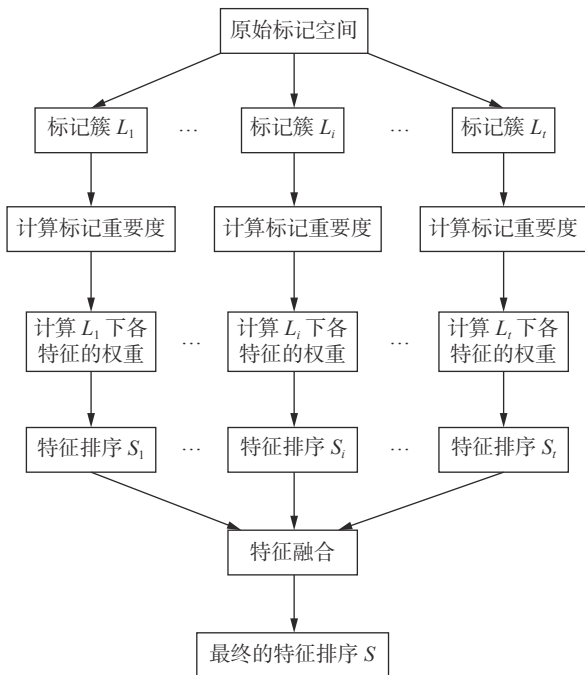 原始标记空间
标记簇 L₁ … 标记簇 Lᵢ … 标记簇 Lₜ
计算标记重要度 计算标记重要度 计算标记重要度
计算 L₁ 下各 计算 Lᵢ 下各 计算 Lₜ 下各
特征的权重 … 特征的权重 … 特征的权重
特征排序 S₁ … 特征排序 Sᵢ … 特征排序 Sₜ
特征融合
最终的特征排序 S